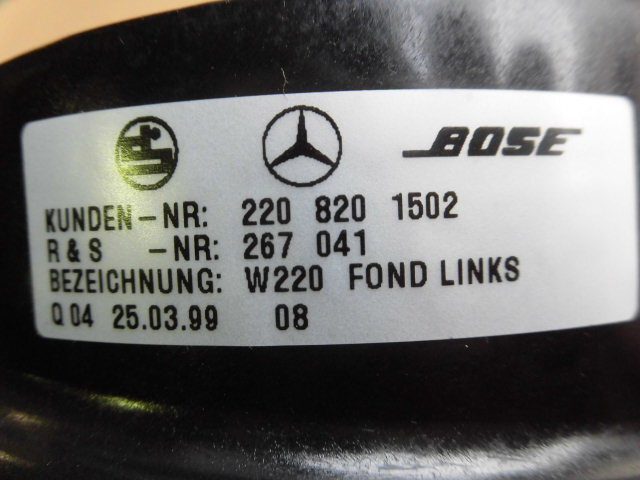 BOSE
KUNDEN-NR: 220 820 1502
R & S -NR: 267 041
BEZEICHNUNG: W220 FOND LINKS
Q 04 25.03.99 08